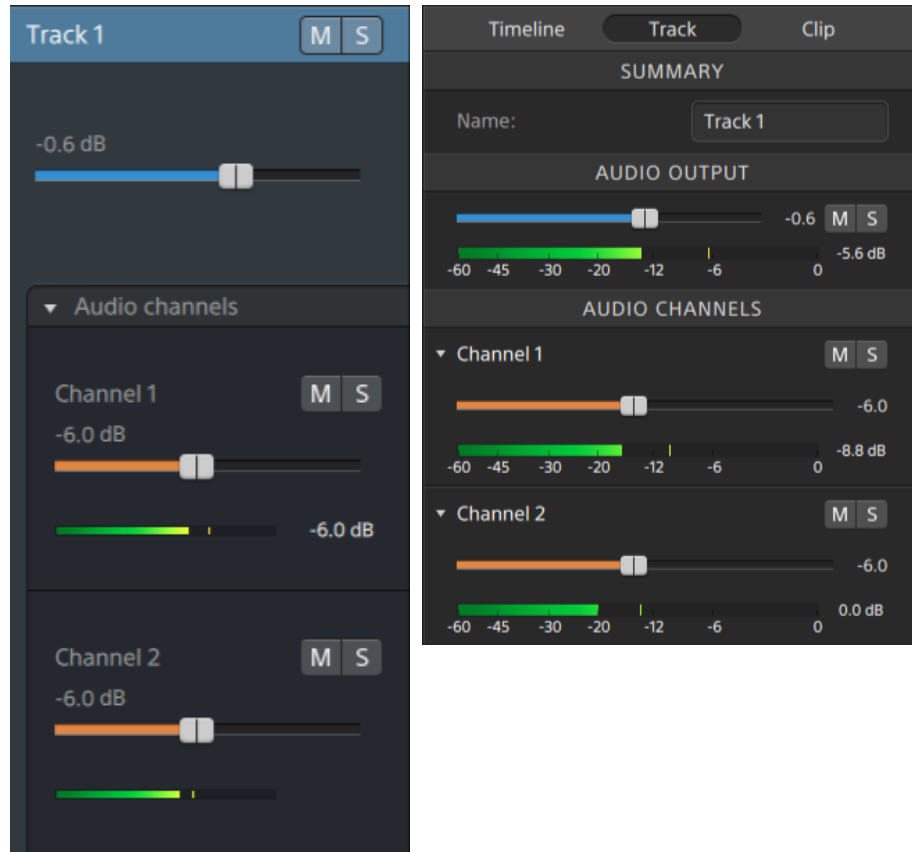 Track 1 M S
-0.6 dB
Audio channels
Channel 1 M S
-6.0 dB
-6.0 dB
Channel 2 M S
-6.0 dB
Timeline Track Clip
SUMMARY
Name: Track 1
AUDIO OUTPUT
-0.6 M S
-5.6 dB
-60 -45 -30 -20 -12 -6 0
AUDIO CHANNELS
Channel 1 M S
-6.0
-8.8 dB
-60 -45 -30 -20 -12 -6 0
Channel 2 M S
-6.0
0.0 dB
-60 -45 -30 -20 -12 -6 0